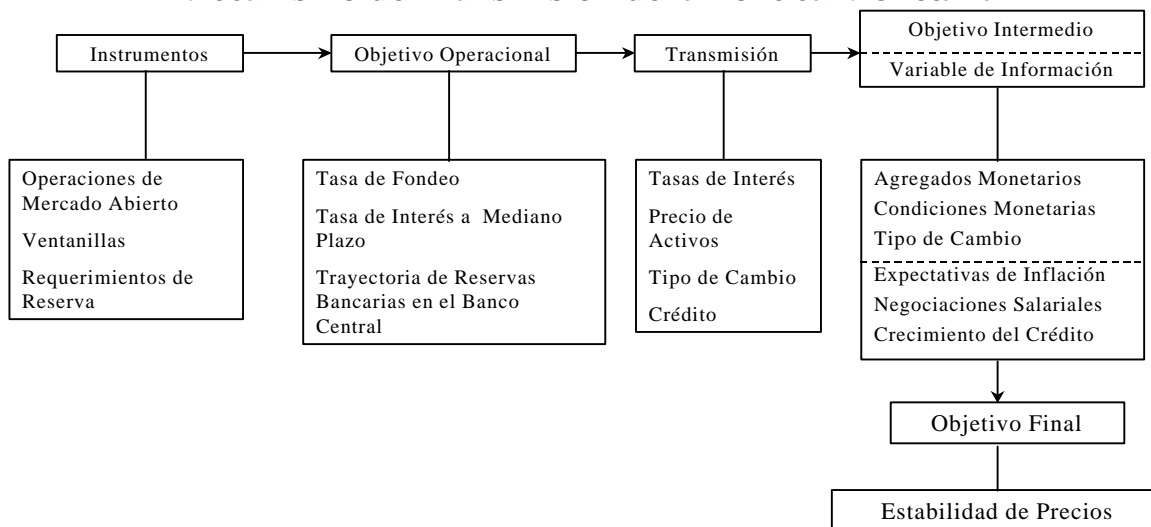 Instrumentos
Objetivo Operacional
Transmisión
Objetivo Intermedio
Variable de Información
Operaciones de
Mercado Abierto
Ventanillas
Requerimientos de
Reserva
Tasa de Fondeo
Tasa de Interés a Mediano
Plazo
Trayectoria de Reservas
Bancarias en el Banco
Central
Tasas de Interés
Precio de
Activos
Tipo de Cambio
Crédito
Agregados Monetarios
Condiciones Monetarias
Tipo de Cambio
Expectativas de Inflación
Negociaciones Salariales
Crecimiento del Crédito
Objetivo Final
Estabilidad de Precios